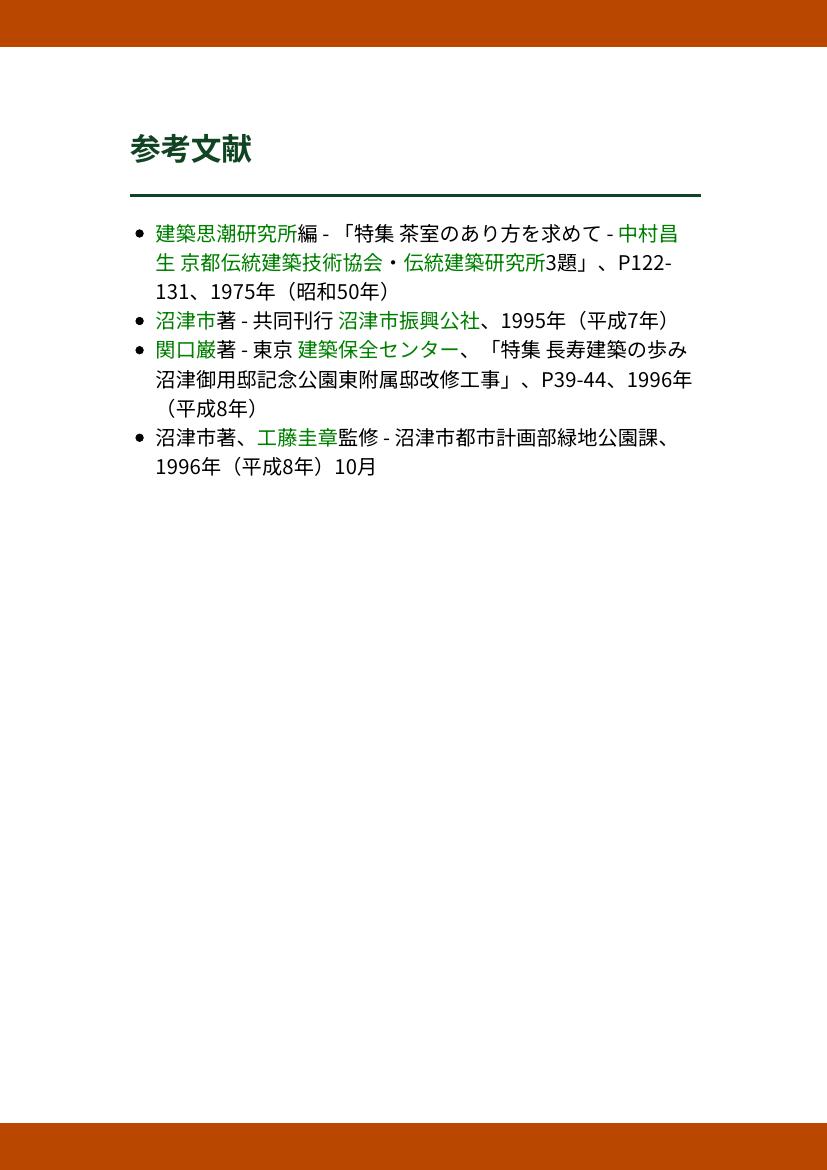 参考文献
建築思潮研究所編 - 「特集 茶室のあり方を求めて - 中村昌
生 京都伝統建築技術協会・伝統建築研究所3題」、P122-
131、1975年（昭和50年）
沼津市著 - 共同刊行 沼津市振興公社、1995年（平成7年）
関口巌著 - 東京 建築保全センター、「特集 長寿建築の歩み
沼津御用邸記念公園東附属邸改修工事」、P39-44、1996年
（平成8年）
沼津市著、工藤圭章監修 - 沼津市都市計画部緑地公園課、
1996年（平成8年）10月